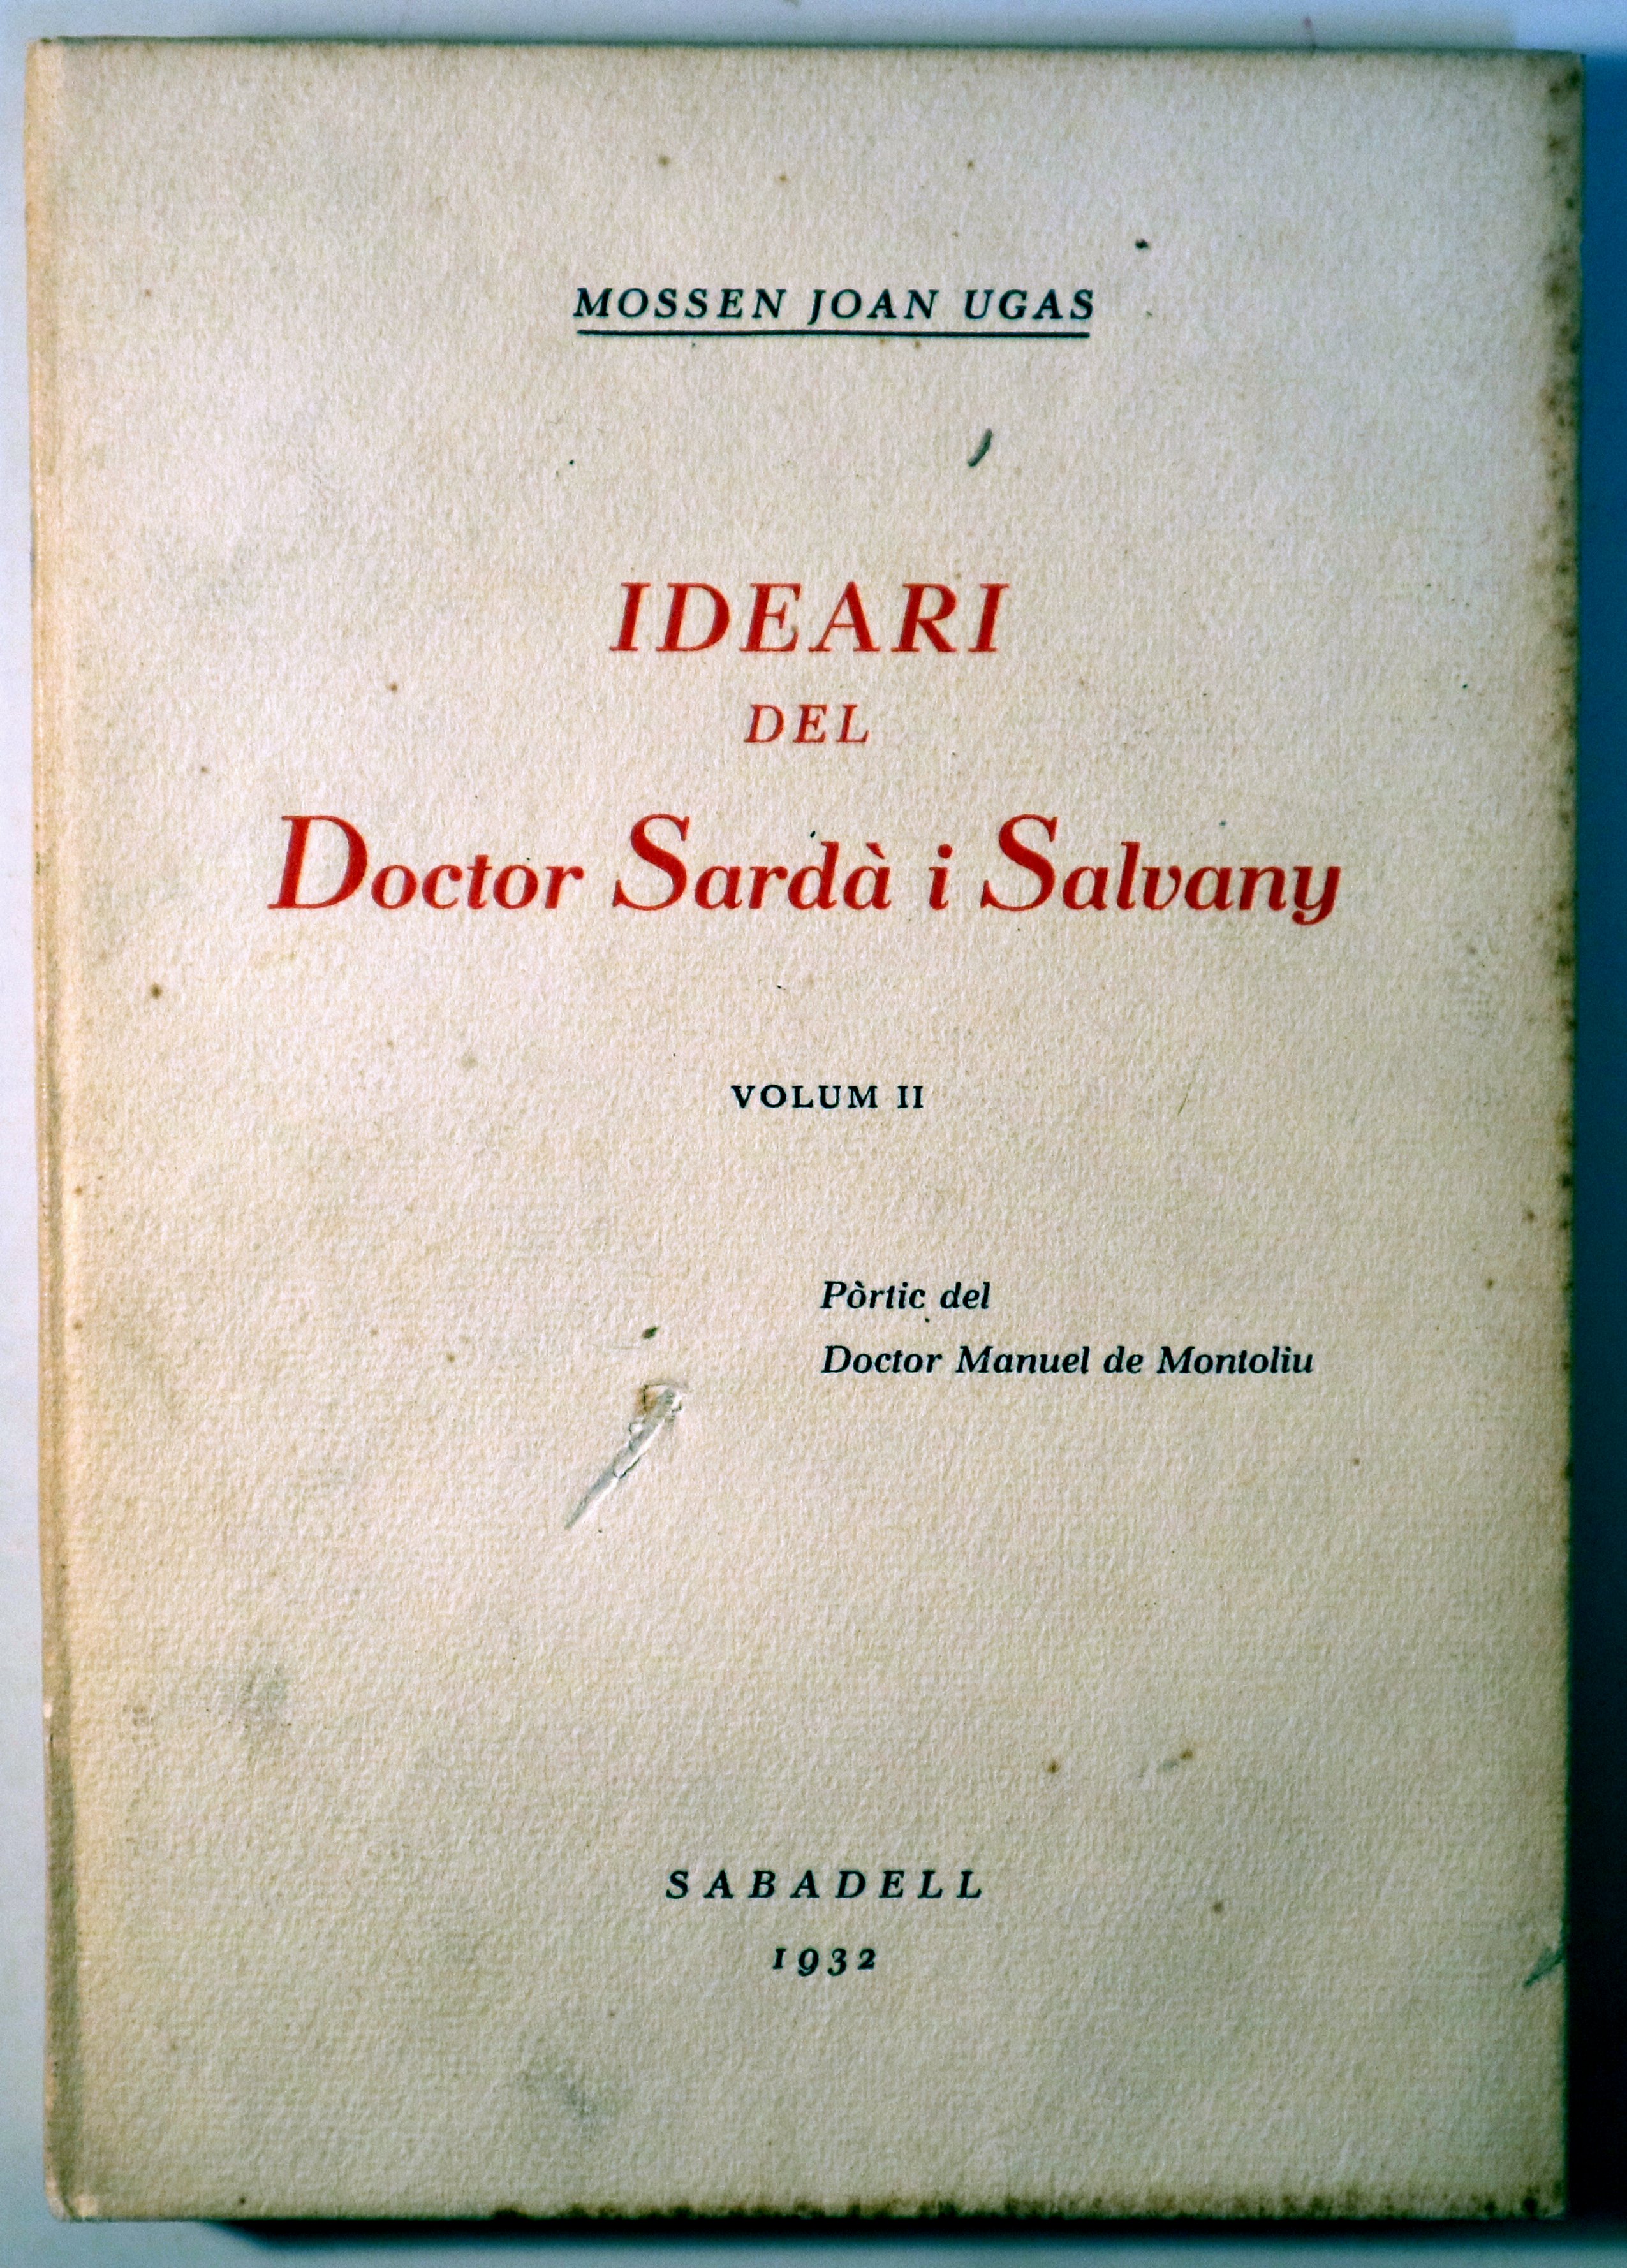 MOSSEN JOAN UGAS
IDEARI
DEL
Doctor Sardà i Salvany
VOLUM II
Pòrtic del
Doctor Manuel de Montoliu
SABADELL
1932